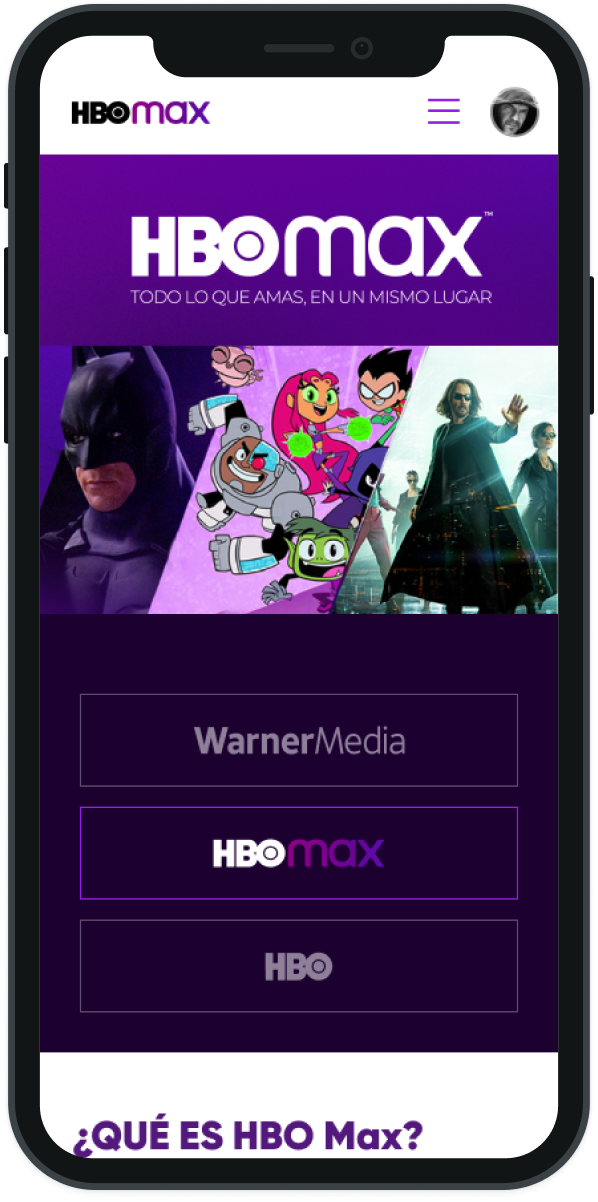 HBOmax
HBOmax™
TODO LO QUE AMAS, EN UN MISMO LUGAR
WarnerMedia
HBOmax
HBO
¿QUÉ ES HBO Max?